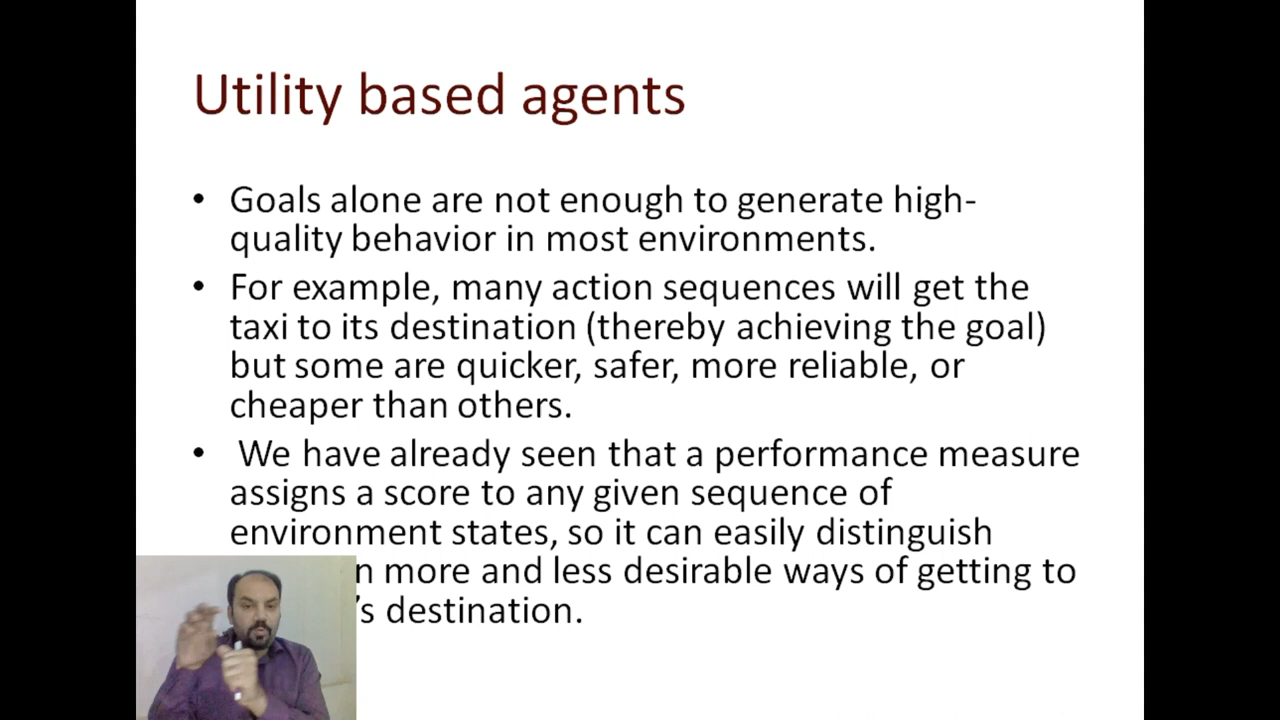 Utility based agents
• Goals alone are not enough to generate high-
quality behavior in most environments.
• For example, many action sequences will get the
taxi to its destination (thereby achieving the goal)
but some are quicker, safer, more reliable, or
cheaper than others.
• We have already seen that a performance measure
assigns a score to any given sequence of
environment states, so it can easily distinguish
n more and less desirable ways of getting to
’s destination.